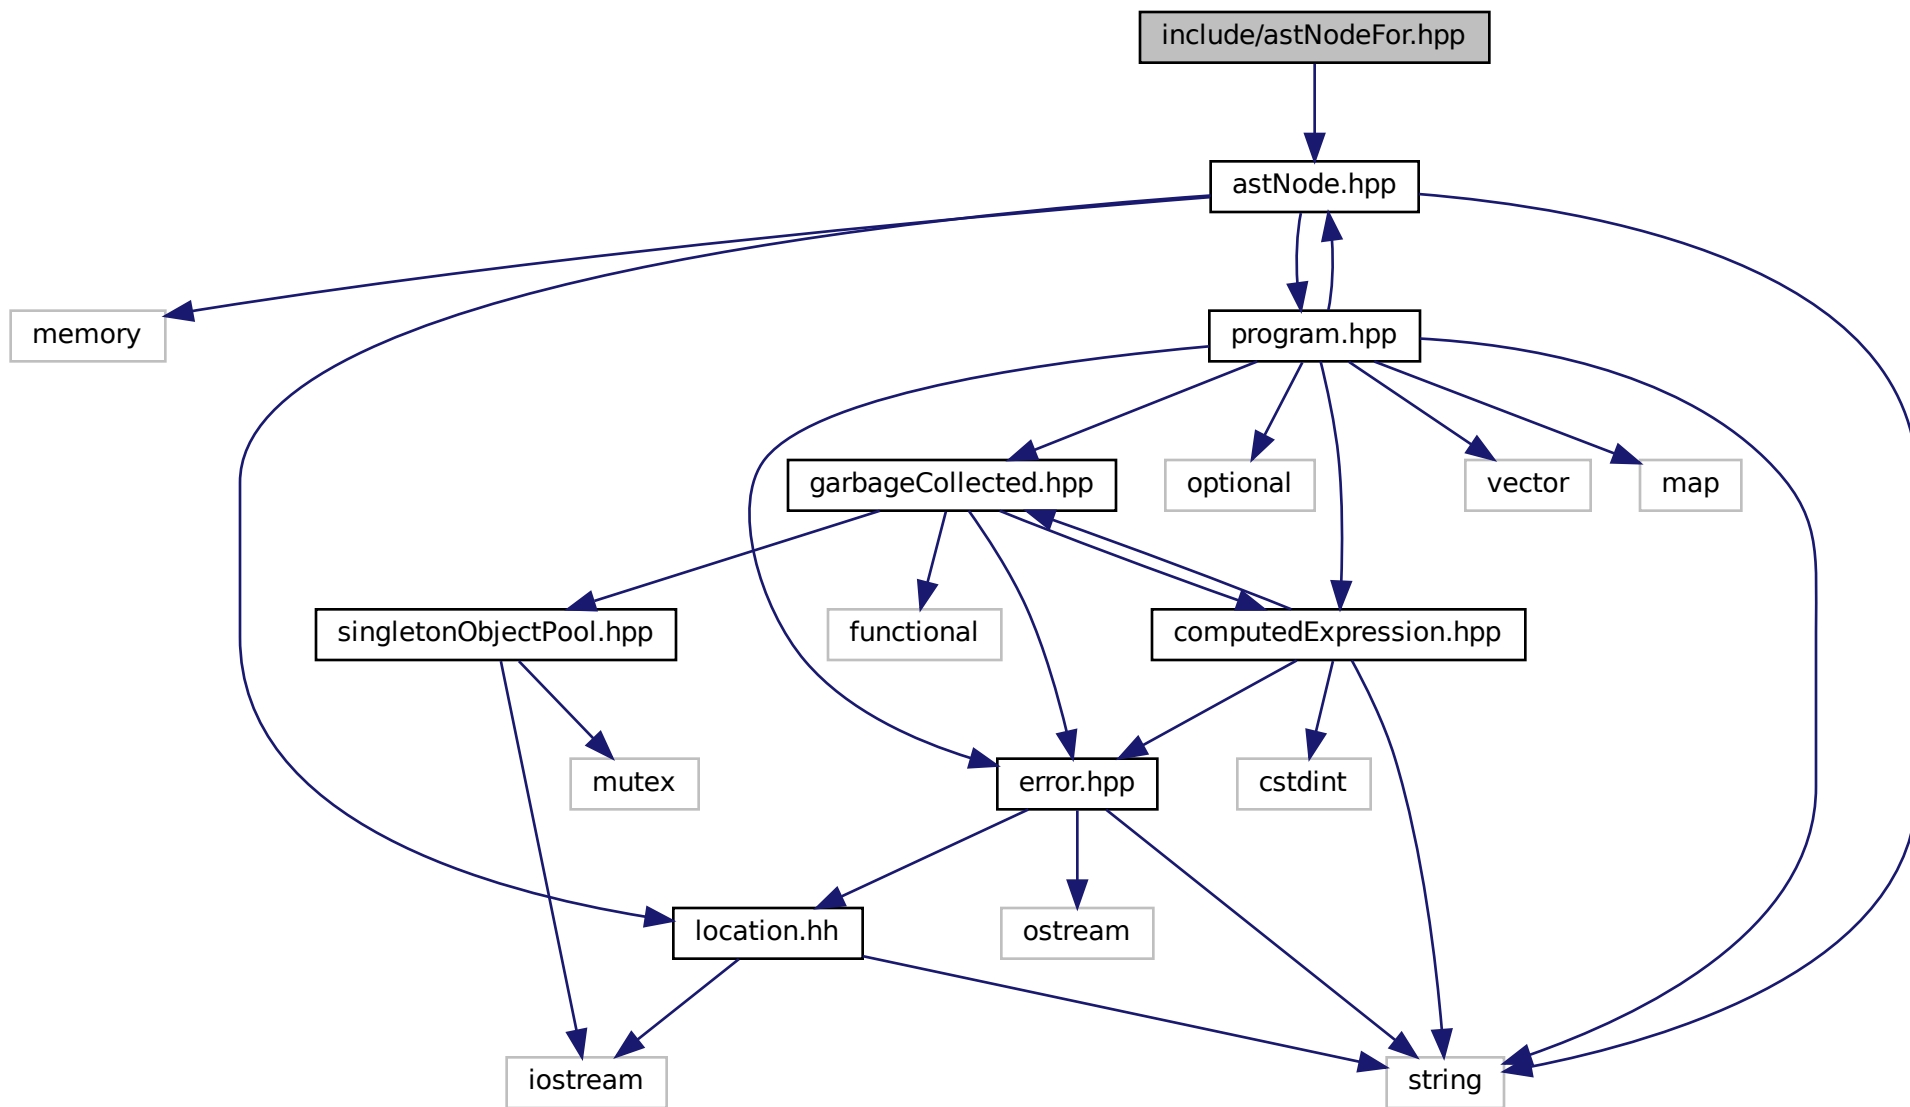 include/astNodeFor.hpp
astNode.hpp
memory
program.hpp
garbageCollected.hpp
optional
vector
map
singletonObjectPool.hpp
functional
computedExpression.hpp
mutex
error.hpp
cstdint
location.hh
ostream
iostream
string